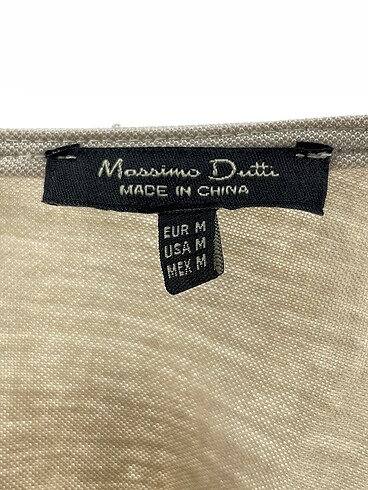 Massimo Dutti
MADE IN CHINA
EUR M
USA M
MEX M